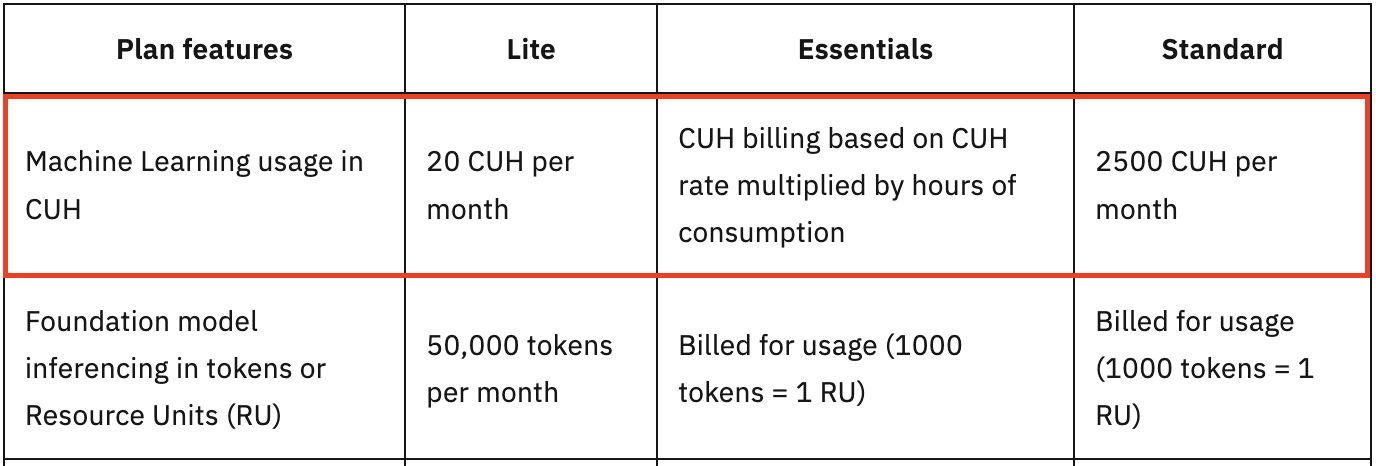 Plan features
Lite
Essentials
Standard
Machine Learning usage in
CUH
20 CUH per
month
CUH billing based on CUH
rate multiplied by hours of
consumption
2500 CUH per
month
Foundation model
inferencing in tokens or
Resource Units (RU)
50,000 tokens
per month
Billed for usage (1000
tokens = 1 RU)
Billed for usage
(1000 tokens = 1
RU)